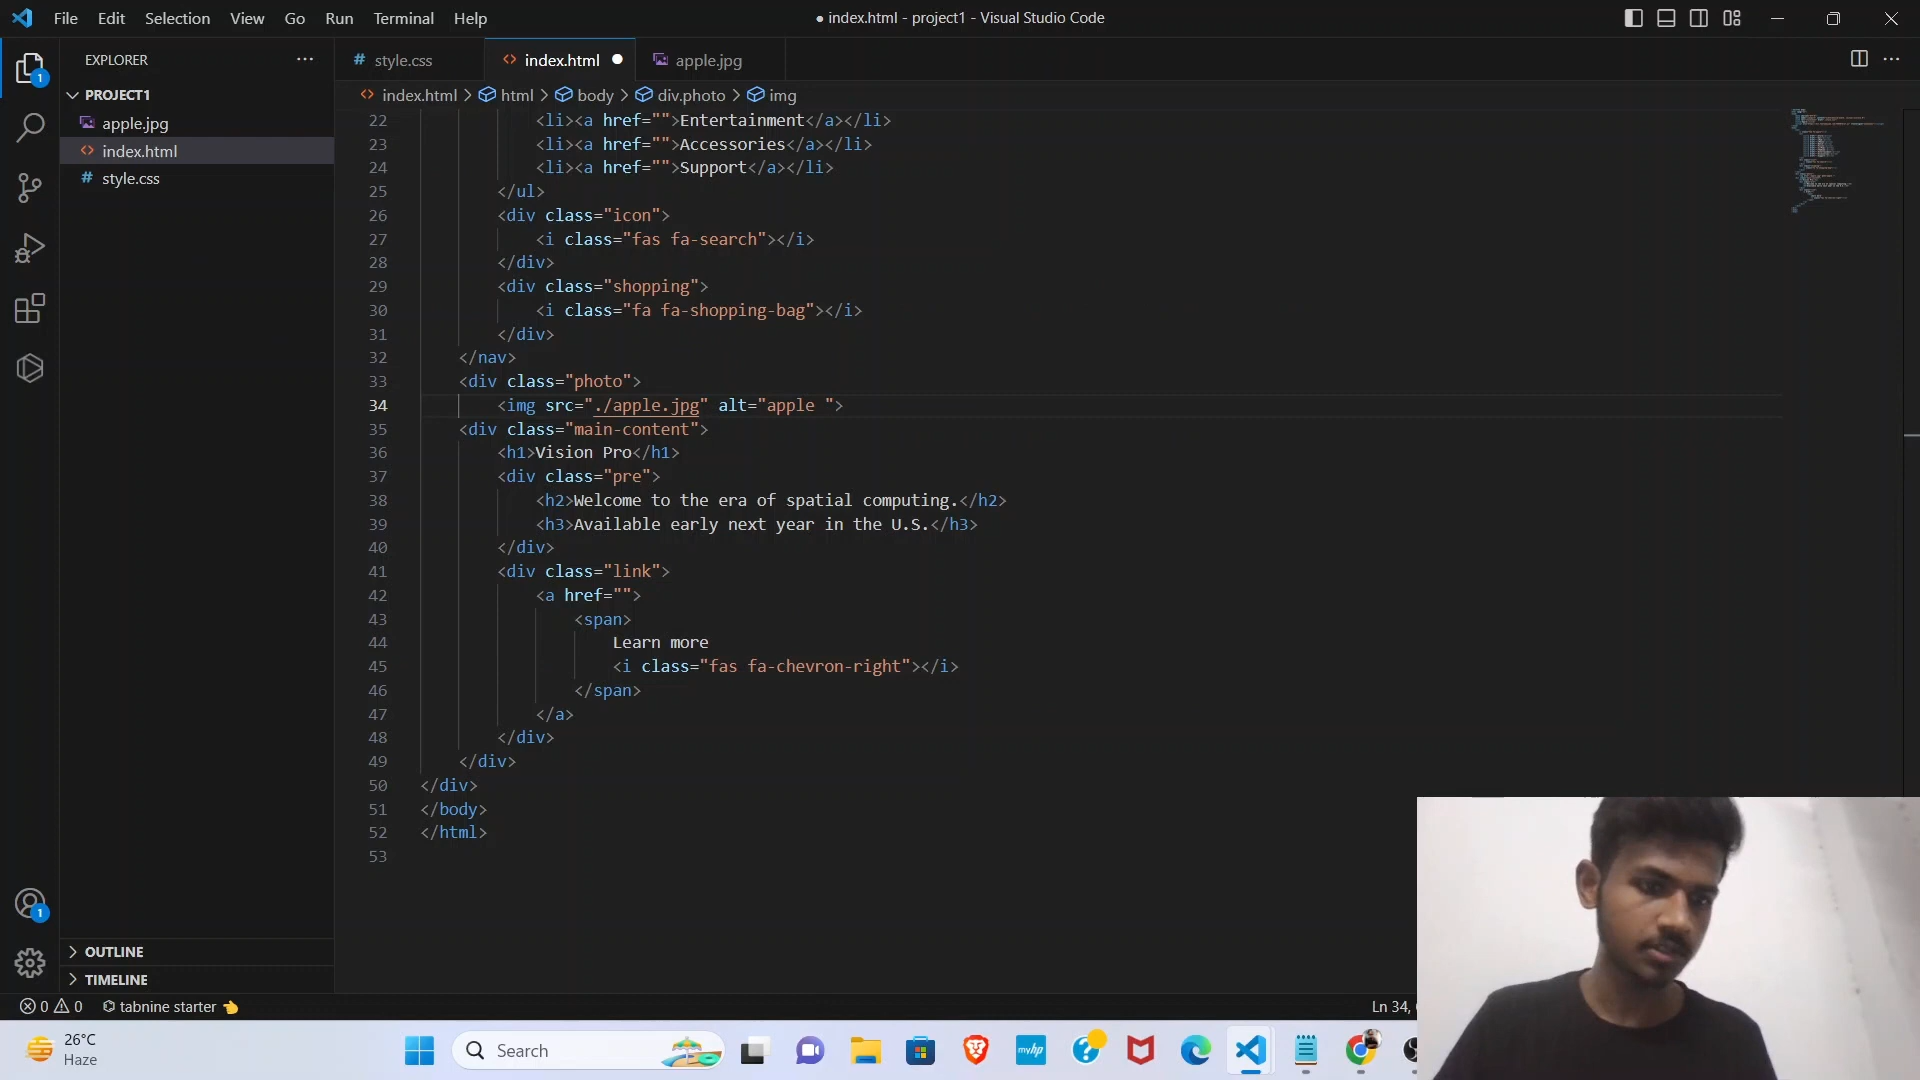 File Edit Selection View Go Run Terminal Help
● index.html - project1 - Visual Studio Code
EXPLORER
PROJECT1
apple.jpg
index.html
style.css
OUTLINE
TIMELINE
style.css index.html apple.jpg
index.html > html > body > div.photo > img
22 <li><a href="">Entertainment</a></li>
23 <li><a href="">Accessories</a></li>
24 <li><a href="">Support</a></li>
25 </ul>
26 <div class="icon">
27 <i class="fas fa-search"></i>
28 </div>
29 <div class="shopping">
30 <i class="fa fa-shopping-bag"></i>
31 </div>
32 </nav>
33 <div class="photo">
34 <img src="./apple.jpg" alt="apple ">
35 <div class="main-content">
36 <h1>Vision Pro</h1>
37 <div class="pre">
38 <h2>Welcome to the era of spatial computing.</h2>
39 <h3>Available early next year in the U.S.</h3>
40 </div>
41 <div class="link">
42 <a href="">
43 <span>
44 Learn more
45 <i class="fas fa-chevron-right"></i>
46 </span>
47 </a>
48 </div>
49 </div>
50 </div>
51 </body>
52 </html>
53
0 0 tabnine starter
Ln 34,
26°C
Haze
Search
myhp